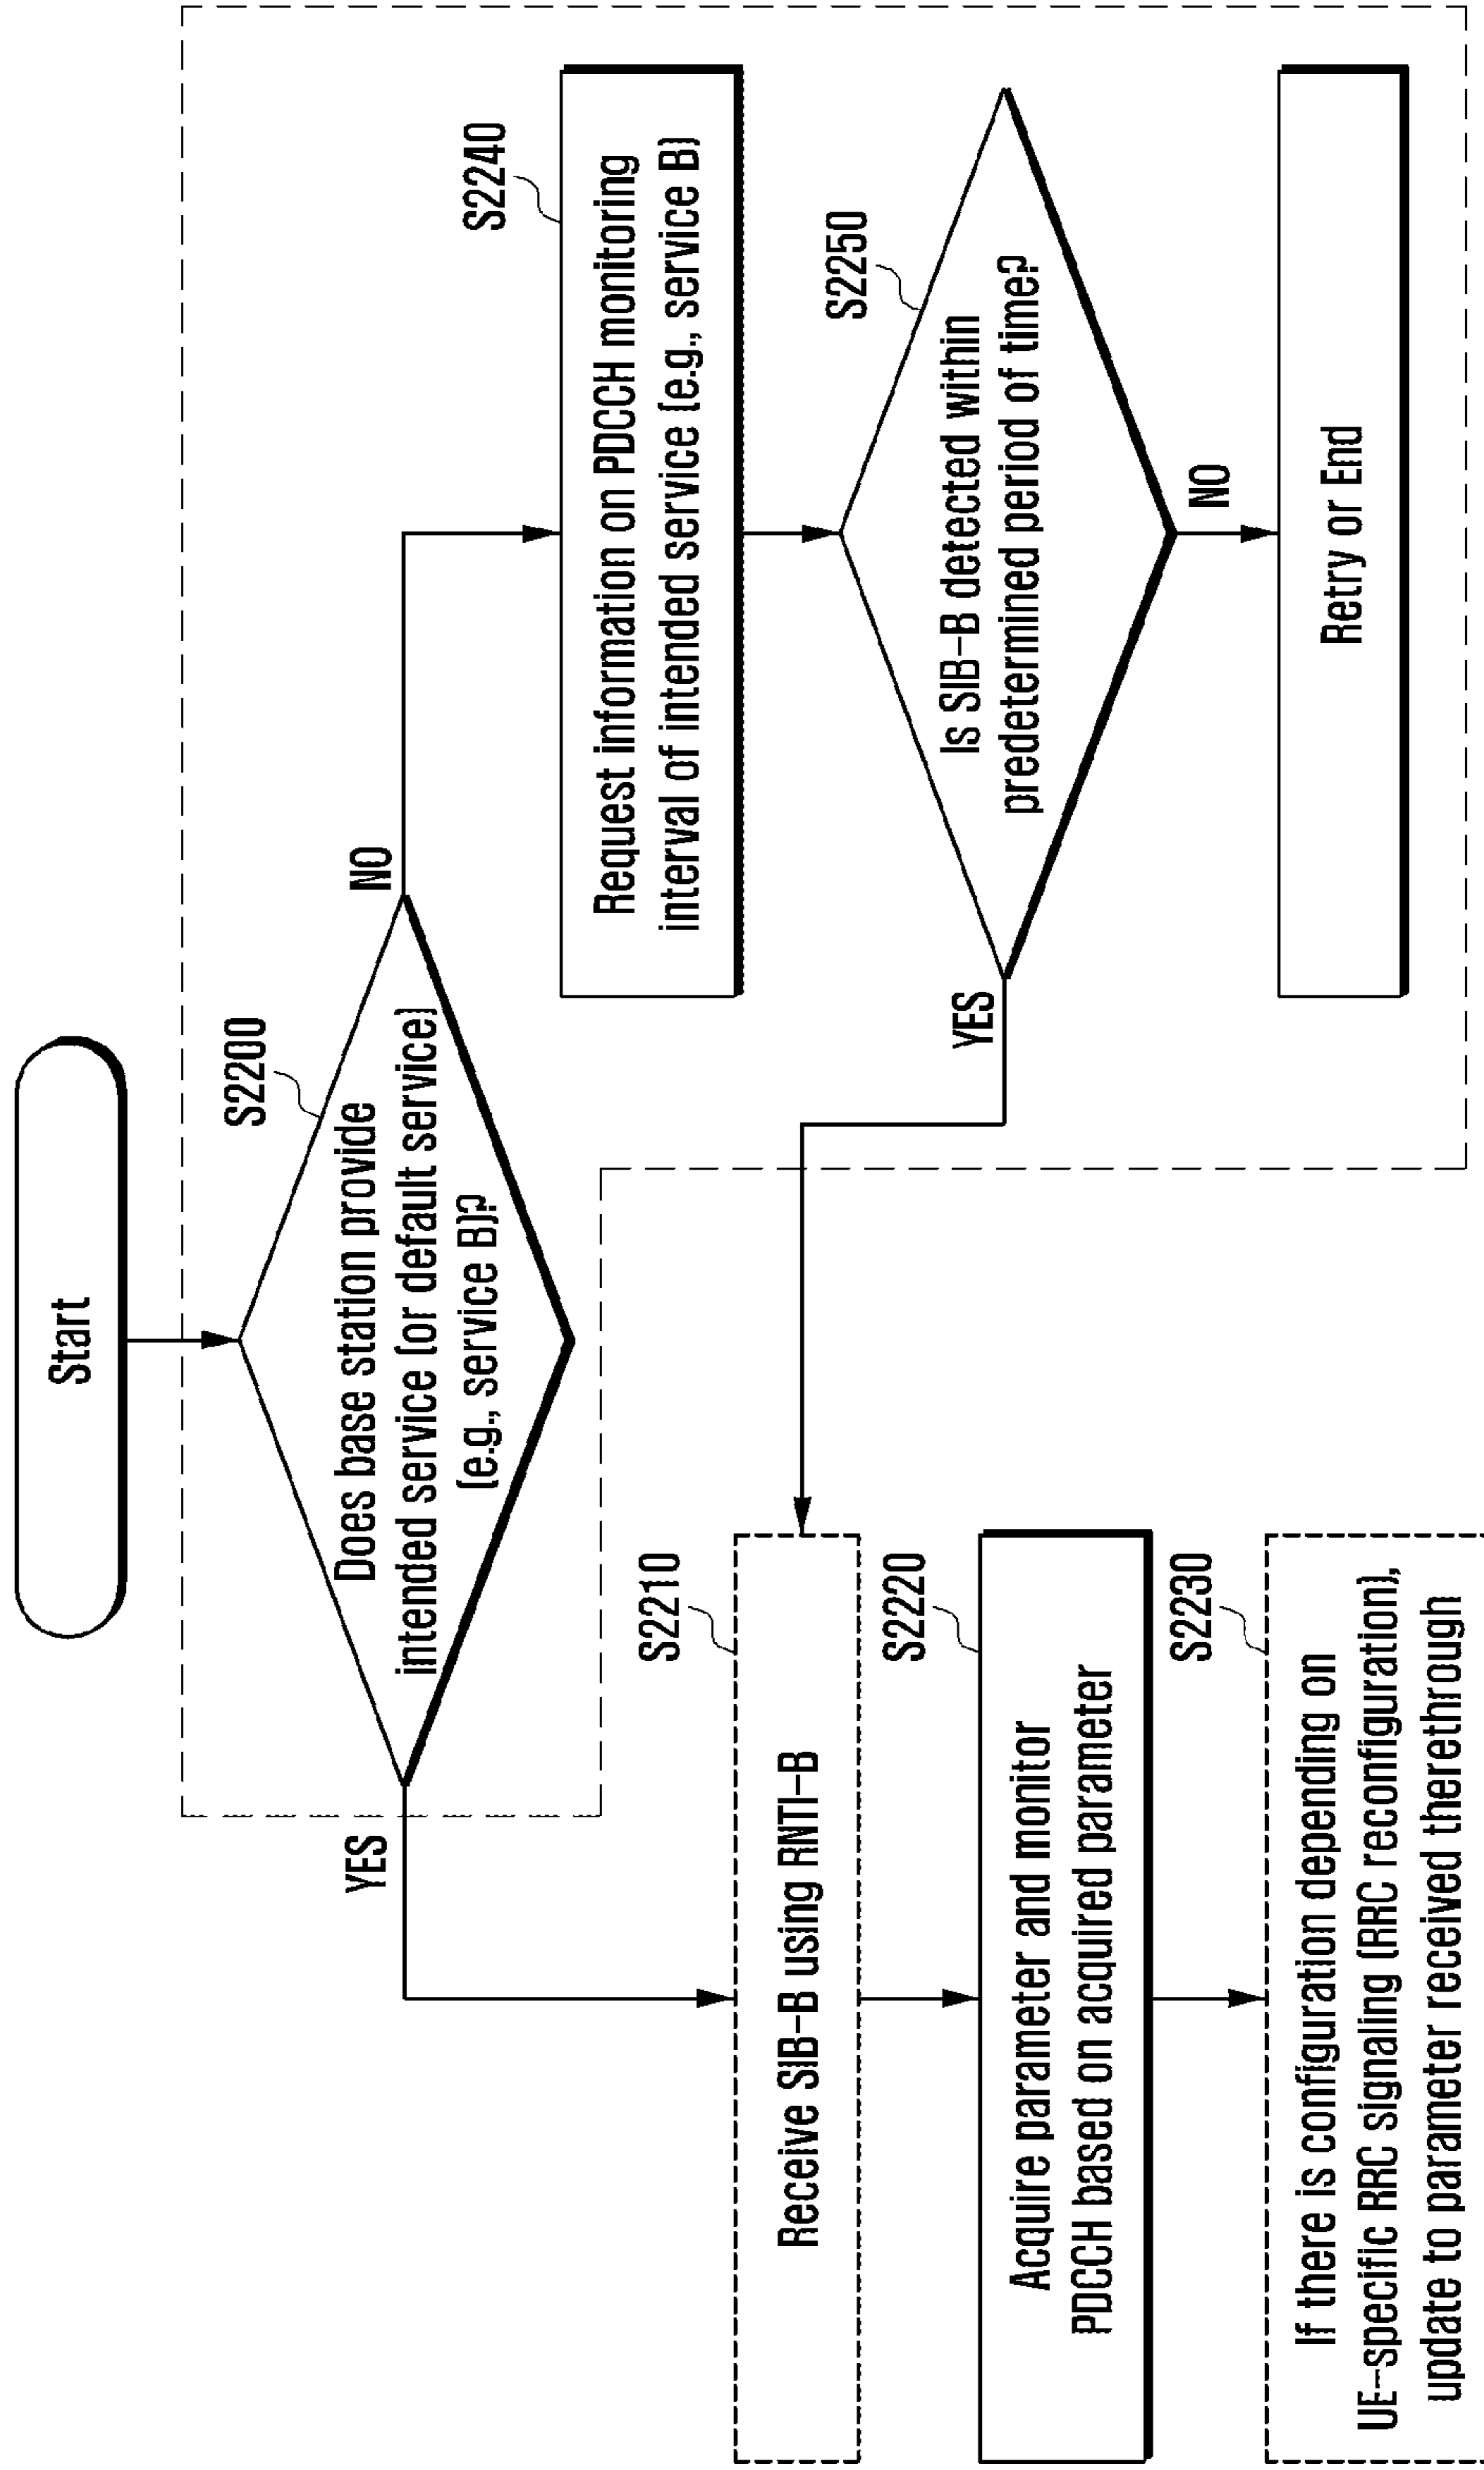 Start
S2200
Does base station provide
intended service (or default service)
(e.g., service B)?
YES
NO
S2210
Receive SIB-B using RNTI-B
S2220
Acquire parameter and monitor
PDCCH based on acquired parameter
S2230
If there is configuration depending on
UE-specific RRC signaling (RRC reconfiguration),
update to parameter received therethrough
S2240
Request information on PDCCH monitoring
interval of intended service (e.g., service B)
S2250
Is SIB-B detected within
predetermined period of time?
YES
NO
Retry or End